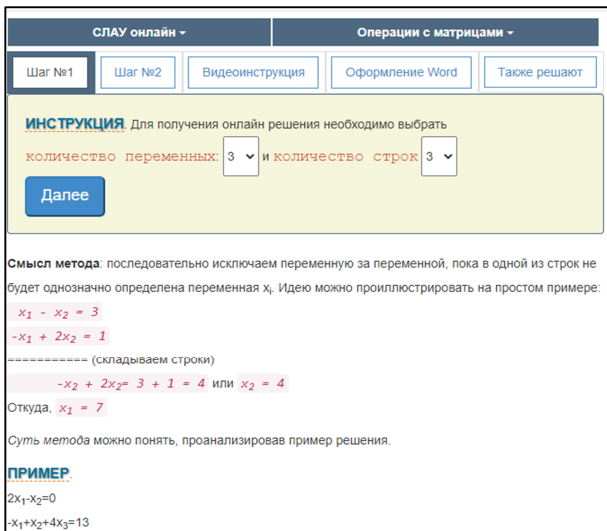 СЛАУ онлайн Операции с матрицами
Шаг №1 Шаг №2 Видеоинструкция Оформление Word Также решают
ИНСТРУКЦИЯ. Для получения онлайн решения необходимо выбрать
количество переменных: 3 и количество строк 3
Далее
Смысл метода: последовательно исключаем переменную за переменной, пока в одной из строк не
будет однозначно определена переменная xᵢ. Идею можно проиллюстрировать на простом примере:
x₁ - x₂ = 3
-x₁ + 2x₂ = 1
=========== (складываем строки)
-x₂ + 2x₂= 3 + 1 = 4 или x₂ = 4
Откуда, x₁ = 7
Суть метода можно понять, проанализировав пример решения.
ПРИМЕР.
2x₁-x₂=0
-x₁+x₂+4x₃=13